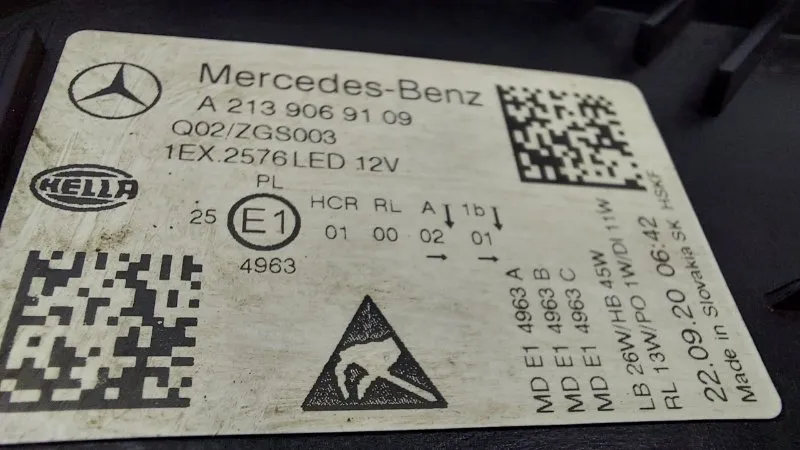 Mercedes-Benz
A 213 906 91 09
Q02/ZGS003
1EX.2576 LED 12V
HELLA
PL
25 E1 HCR RL A↓ 1b↓
01 00 02 01
→ →
4963
MD E1 4963 A
MD E1 4963 B
MD E1 4963 C
LB 26W/HB 45W
RL 13W/PO 1W/DI 11W
22.09.20 06:42
Made in Slovakia SK HSKF